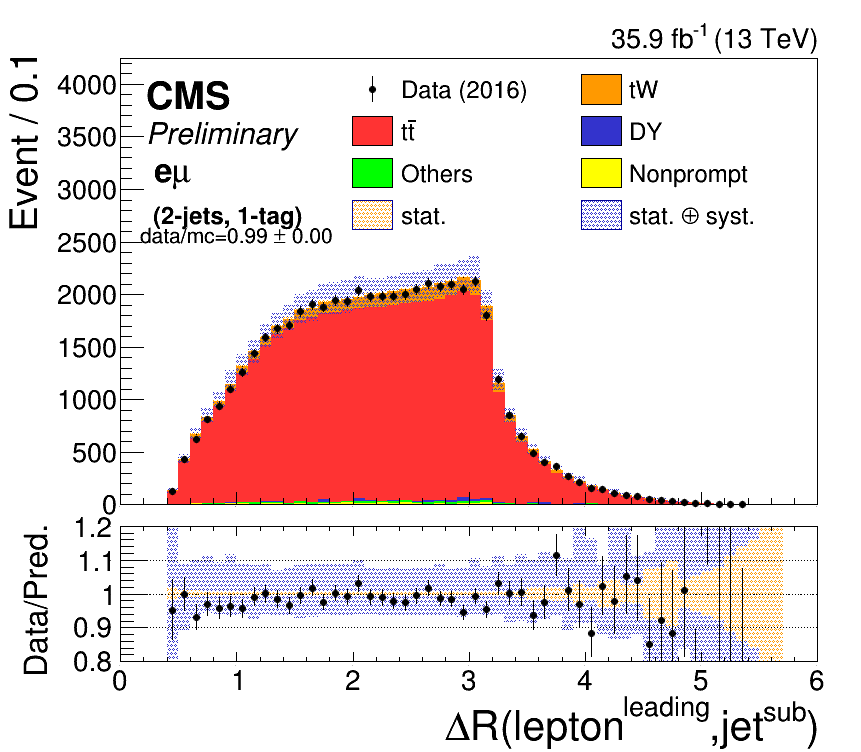 35.9 fb⁻¹ (13 TeV)
Event / 0.1
4000
3500
3000
2500
2000
1500
1000
500
0
CMS
Preliminary
eμ
(2-jets, 1-tag)
data/mc=0.99 ± 0.00
Data (2016)
tW
tt̄
DY
Others
Nonprompt
stat.
stat. ⊕ syst.
Data/Pred.
1.2
1.1
1
0.9
0.8
0 1 2 3 4 5 6
ΔR(lepton^leading,jet^sub)